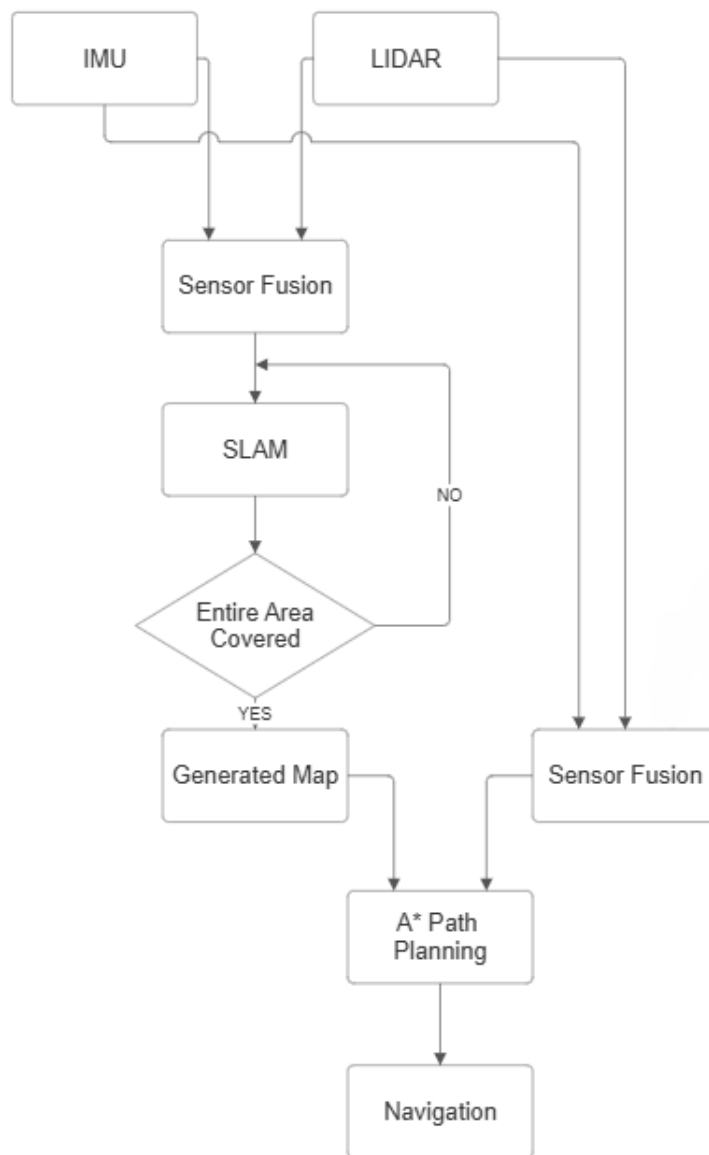 IMU
LIDAR
Sensor Fusion
SLAM
NO
Entire Area
Covered
YES
Generated Map
Sensor Fusion
A* Path
Planning
Navigation